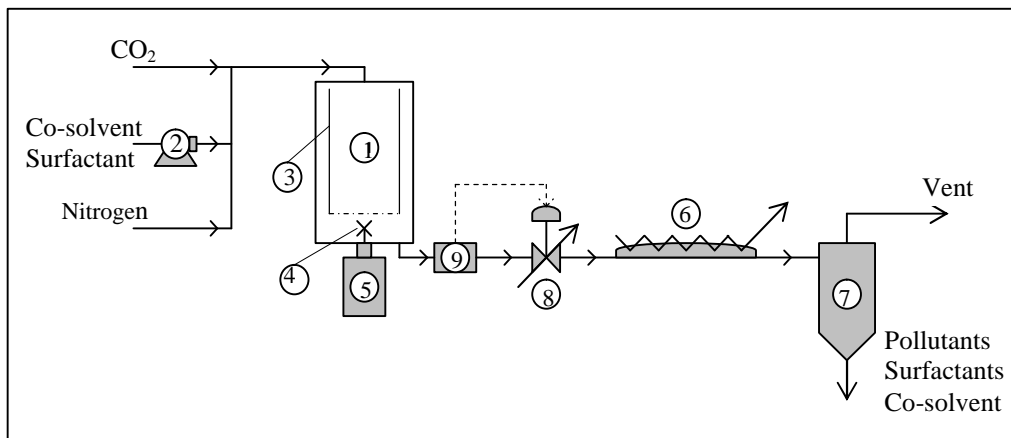 CO₂
Co-solvent
Surfactant
2
Nitrogen
1
3
4
5
9
8
6
7
Vent
Pollutants
Surfactants
Co-solvent